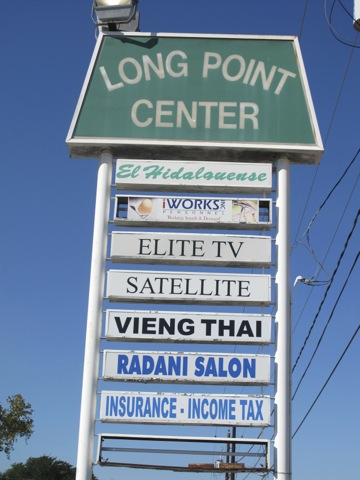 LONG POINT
CENTER
El Hidalguense
iWORKS
PERSONNEL
ELITE TV
SATELLITE
VIENG THAI
RADANI SALON
INSURANCE - INCOME TAX